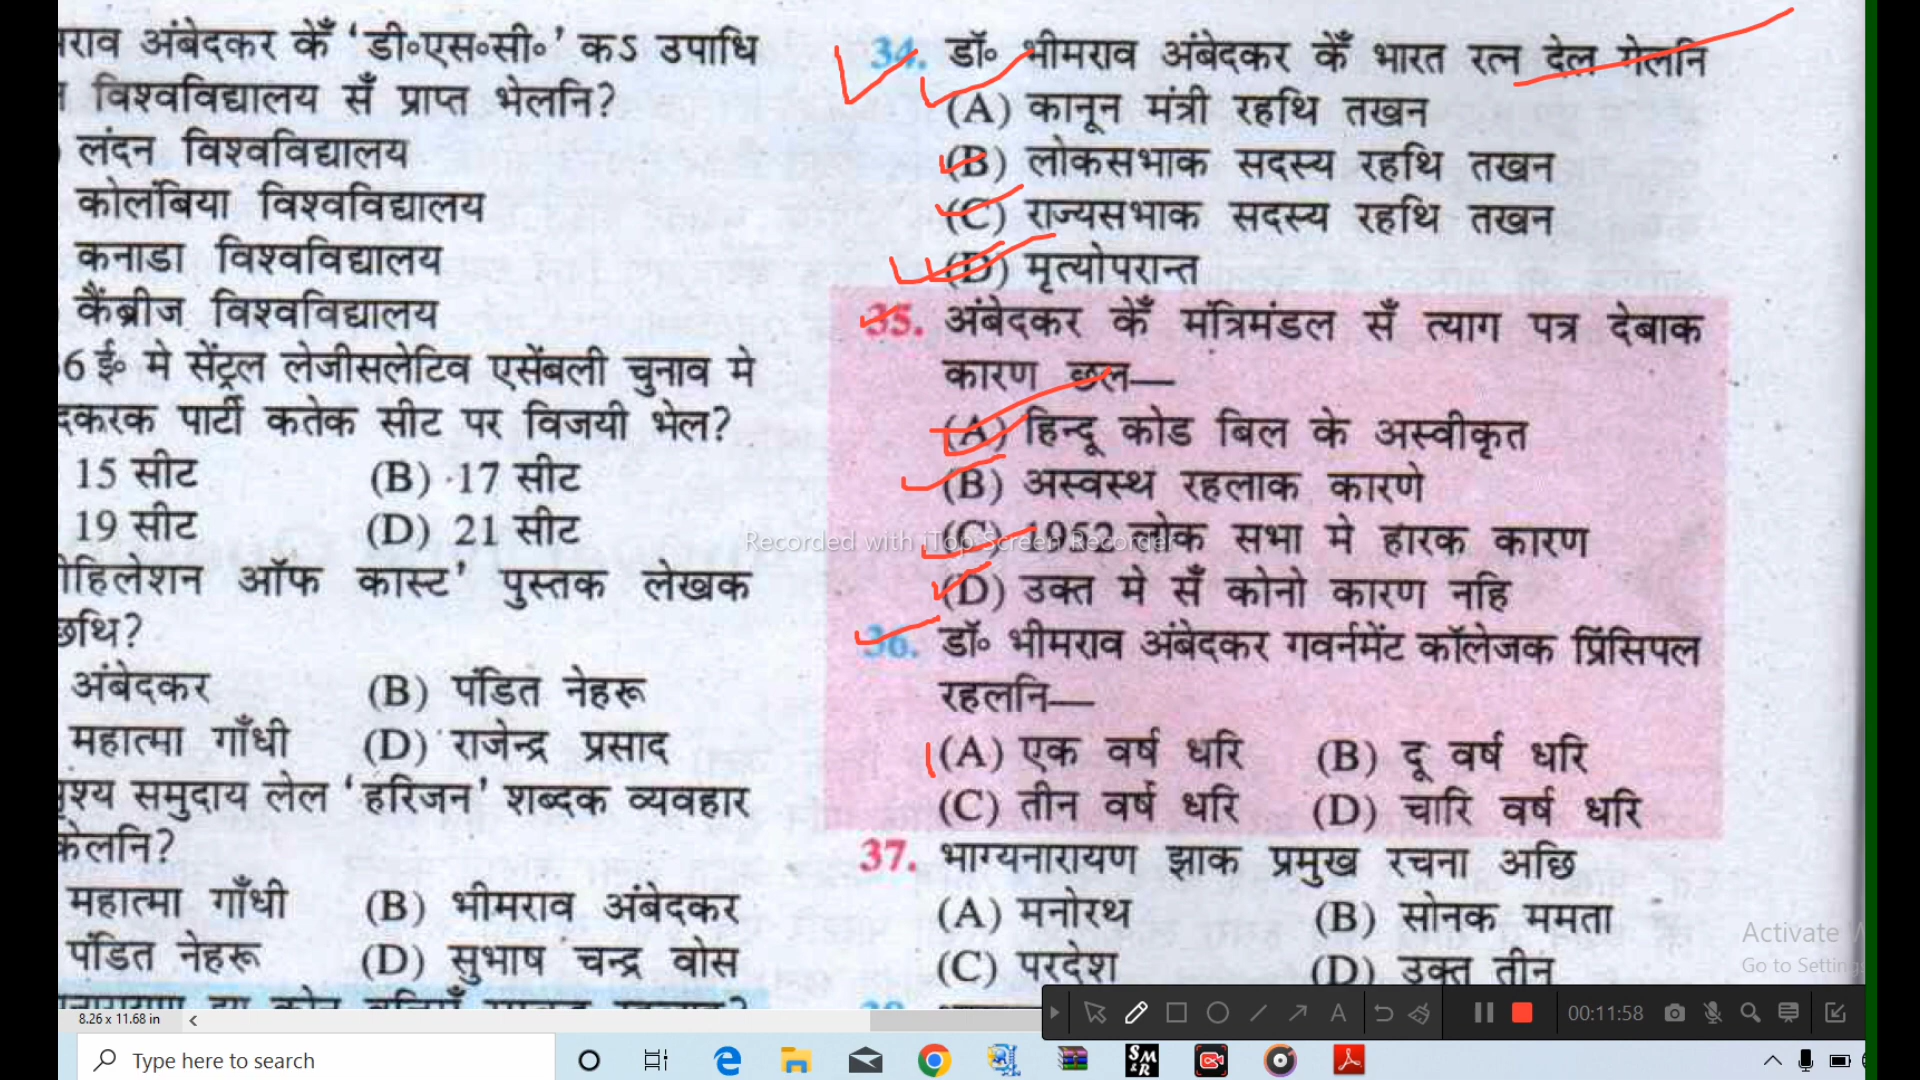 राव अंबेदकर केँ ‘डी॰एस॰सी॰’ कऽ उपाधि
विश्वविद्यालय सँ प्राप्त भेलनि?
लंदन विश्वविद्यालय
कोलंबिया विश्वविद्यालय
कनाडा विश्वविद्यालय
कैंब्रीज विश्वविद्यालय
6 ई॰ मे सेंट्रल लेजीसलेटिव एसेंबली चुनाव मे
दकरक पार्टी कतेक सीट पर विजयी भेल?
15 सीट (B) 17 सीट
19 सीट (D) 21 सीट
ीहिलेशन ऑफ कास्ट’ पुस्तक लेखक
छथि?
अंबेदकर (B) पंडित नेहरू
महात्मा गाँधी (D) राजेन्द्र प्रसाद
ृश्य समुदाय लेल ‘हरिजन’ शब्दक व्यवहार
केलनि?
महात्मा गाँधी (B) भीमराव अंबेदकर
पंडित नेहरू (D) सुभाष चन्द्र वोस
34. डॉ॰ भीमराव अंबेदकर केँ भारत रत्न देल गेलनि
(A) कानून मंत्री रहथि तखन
(B) लोकसभाक सदस्य रहथि तखन
(C) राज्यसभाक सदस्य रहथि तखन
(D) मृत्योपरान्त
35. अंबेदकर केँ मंत्रिमंडल सँ त्याग पत्र देबाक
कारण छल—
(A) हिन्दू कोड बिल के अस्वीकृत
(B) अस्वस्थ रहलाक कारणे
(C) 1952 लोक सभा मे हारक कारण
(D) उक्त मे सँ कोनो कारण नहि
36. डॉ॰ भीमराव अंबेदकर गवर्नमेंट कॉलेजक प्रिंसिपल
रहलनि—
(A) एक वर्ष धरि (B) दू वर्ष धरि
(C) तीन वर्ष धरि (D) चारि वर्ष धरि
37. भाग्यनारायण झाक प्रमुख रचना अछि
(A) मनोरथ (B) सोनक ममता
(C) परदेश (D) उक्त तीन
Recorded with iTop Screen Recorder
Activate
Go to Settings
00:11:58
8.26 x 11.68 in
Type here to search